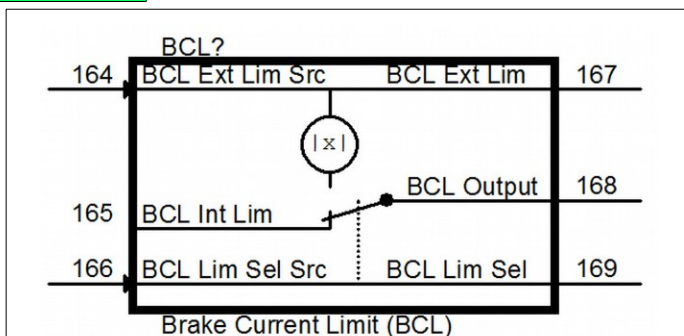 BCL?
164 BCL Ext Lim Src BCL Ext Lim 167
|x|
BCL Output 168
165 BCL Int Lim
166 BCL Lim Sel Src BCL Lim Sel 169
Brake Current Limit (BCL)